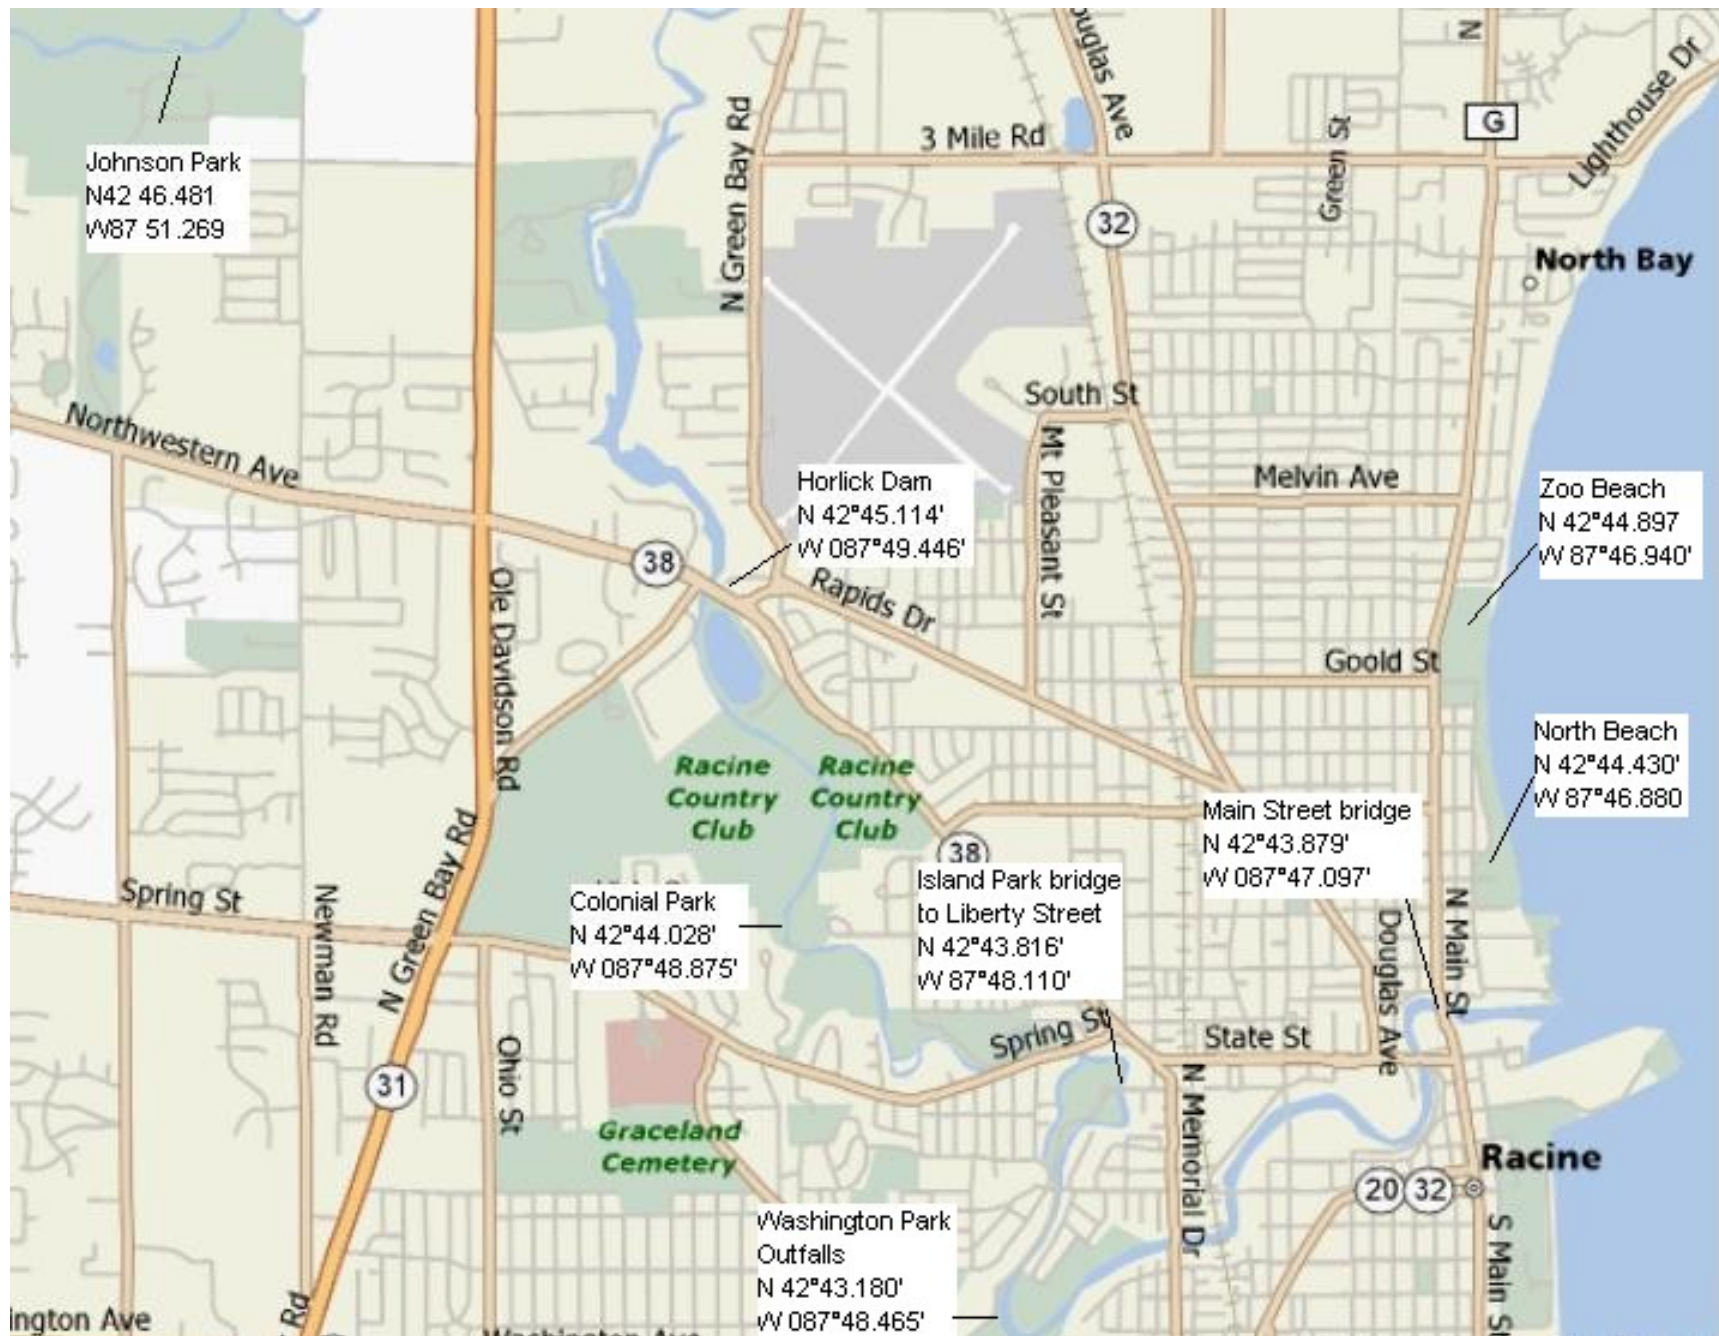 Douglas Ave
N
Lighthouse Dr
G
N Green Bay Rd
3 Mile Rd
Green St
Johnson Park
N42 46.481
W87 51.269
32
North Bay
South St
Northwestern Ave
Mt Pleasant St
Melvin Ave
Horlick Dam
N 42°45.114'
W 087°49.446'
Zoo Beach
N 42°44.897
W 87°46.940'
38
Rapids Dr
Ole Davidson Rd
Goold St
North Beach
N 42°44.430'
W 87°46.880
Racine
Country
Club
Racine
Country
Club
Main Street bridge
N 42°43.879'
W 087°47.097'
38
N Green Bay Rd
Spring St
Newman Rd
Colonial Park
N 42°44.028'
W 087°48.875'
Island Park bridge
to Liberty Street
N 42°43.816'
W 87°48.110'
Douglas Ave
N Main St
Spring St
State St
Ohio St
31
N Memorial Dr
Graceland
Cemetery
Racine
20
32
Washington Park
Outfalls
N 42°43.180'
W 087°48.465'
S Main St
ington Ave
Rd
Washington Ave